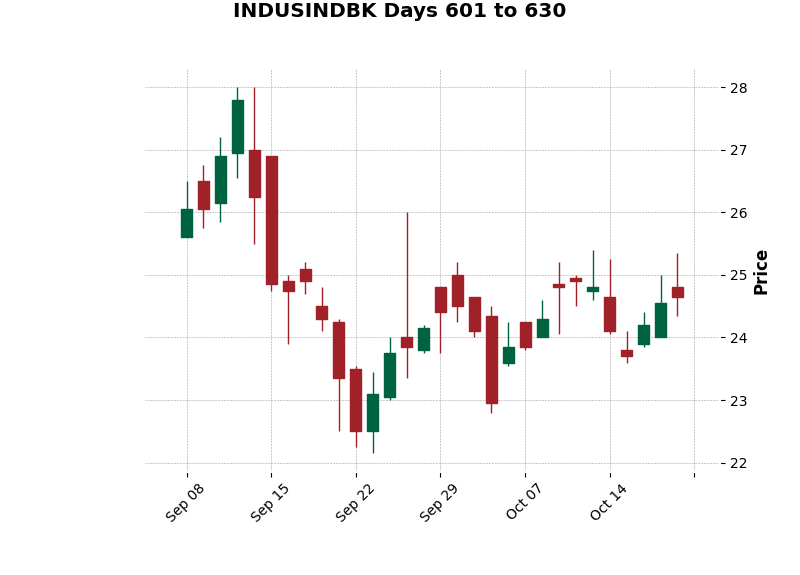 INDUSINDBK Days 601 to 630
28
27
26
25
24
23
22
Price
Sep 08
Sep 15
Sep 22
Sep 29
Oct 07
Oct 14